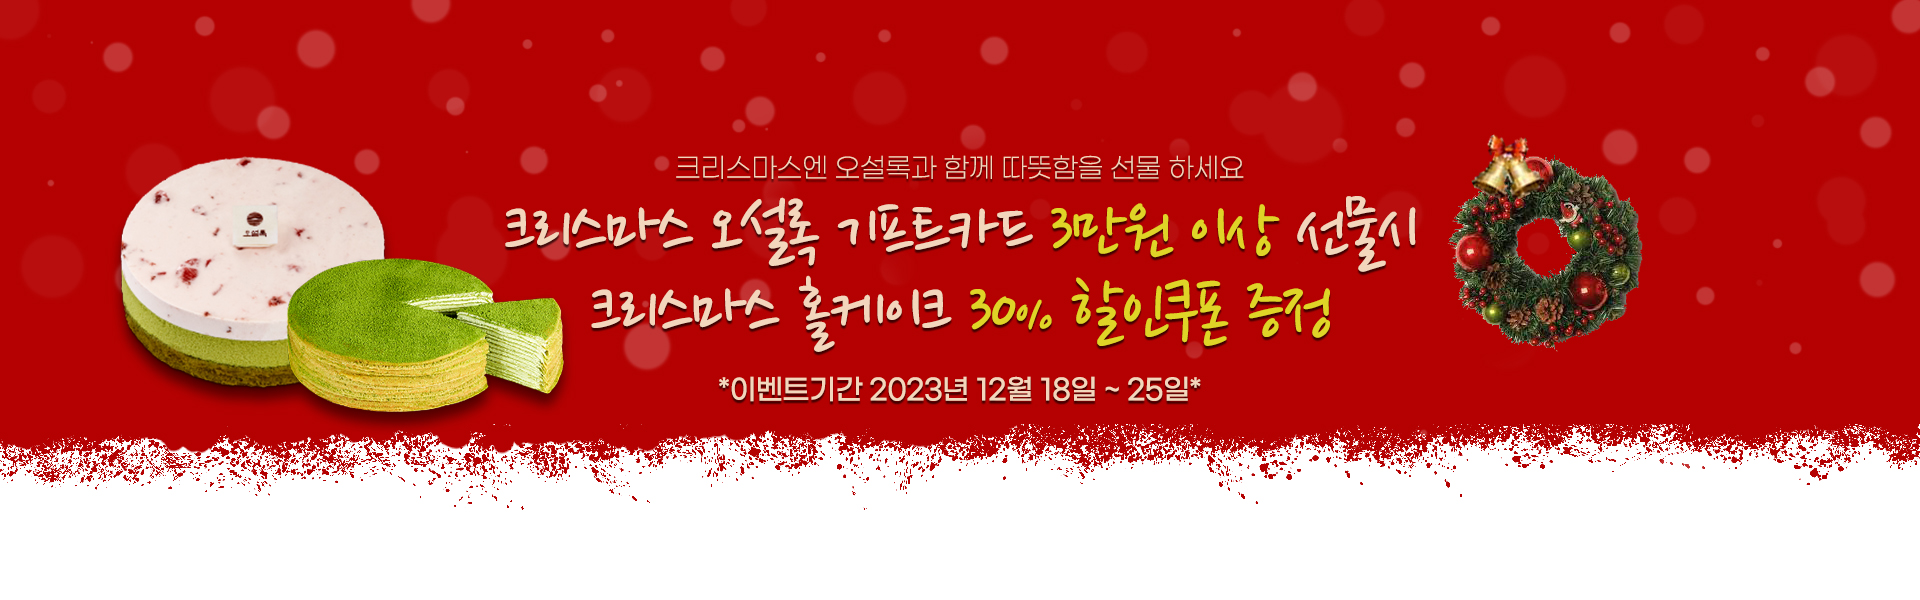 크리스마스엔 오설록과 함께 따뜻함을 선물 하세요
크리스마스 오설록 기프트카드 3만원 이상 선물시
크리스마스 홀케이크 30% 할인쿠폰 증정
*이벤트기간 2023년 12월 18일 ~ 25일*
오설록